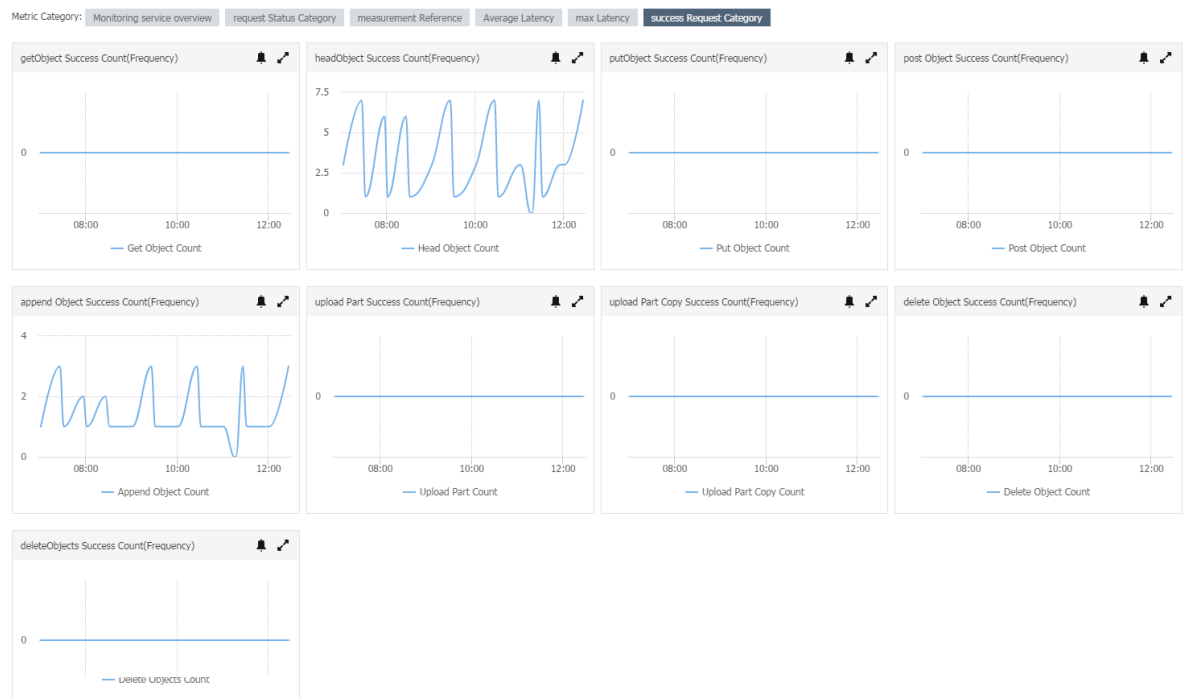 Metric Category: Monitoring service overview request Status Category measurement Reference Average Latency max Latency success Request Category
getObject Success Count(Frequency)
0
08:00 10:00 12:00
Get Object Count
headObject Success Count(Frequency)
7.5
5
2.5
0
08:00 10:00 12:00
Head Object Count
putObject Success Count(Frequency)
0
08:00 10:00 12:00
Put Object Count
post Object Success Count(Frequency)
0
08:00 10:00 12:00
Post Object Count
append Object Success Count(Frequency)
4
2
0
08:00 10:00 12:00
Append Object Count
upload Part Success Count(Frequency)
0
08:00 10:00 12:00
Upload Part Count
upload Part Copy Success Count(Frequency)
0
08:00 10:00 12:00
Upload Part Copy Count
delete Object Success Count(Frequency)
0
08:00 10:00 12:00
Delete Object Count
deleteObjects Success Count(Frequency)
0
Delete Objects Count